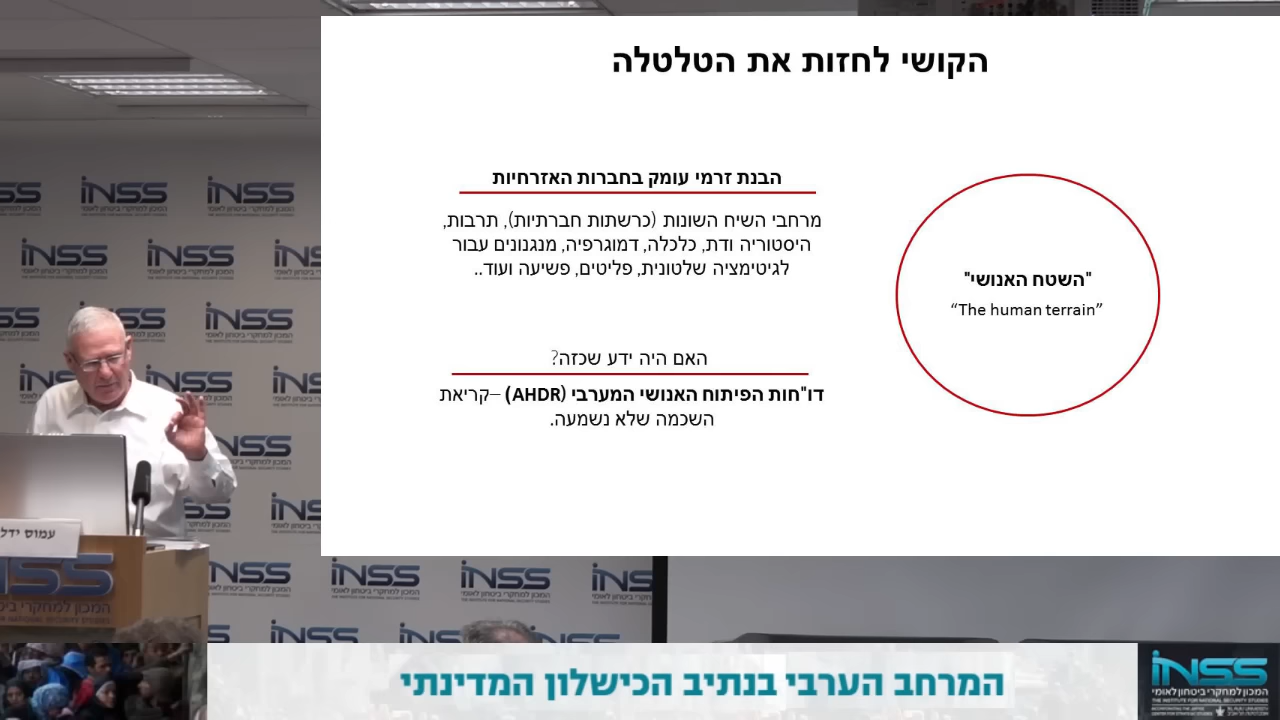 הקושי לחזות את הטלטלה
הבנת זרמי עומק בחברות האזרחיות
מרחבי השיח השונות (כרשתות חברתיות), תרבות,
היסטוריה ודת, כלכלה, דמוגרפיה, מנגנונים עבור
לגיטימציה שלטונית, פליטים, פשיעה ועוד..
"השטח האנושי"
“The human terrain”
האם היה ידע שכזה?
דו"חות הפיתוח האנושי המערבי (AHDR) –קריאת
השכמה שלא נשמעה.
עמוס ידל
INSS
המכון למחקרי ביטחון לאומי
THE INSTITUTE FOR NATIONAL SECURITY STUDIES
המרחב הערבי בנתיב הכישלון המדינתי
INSS
המכון למחקרי ביטחון לאומי